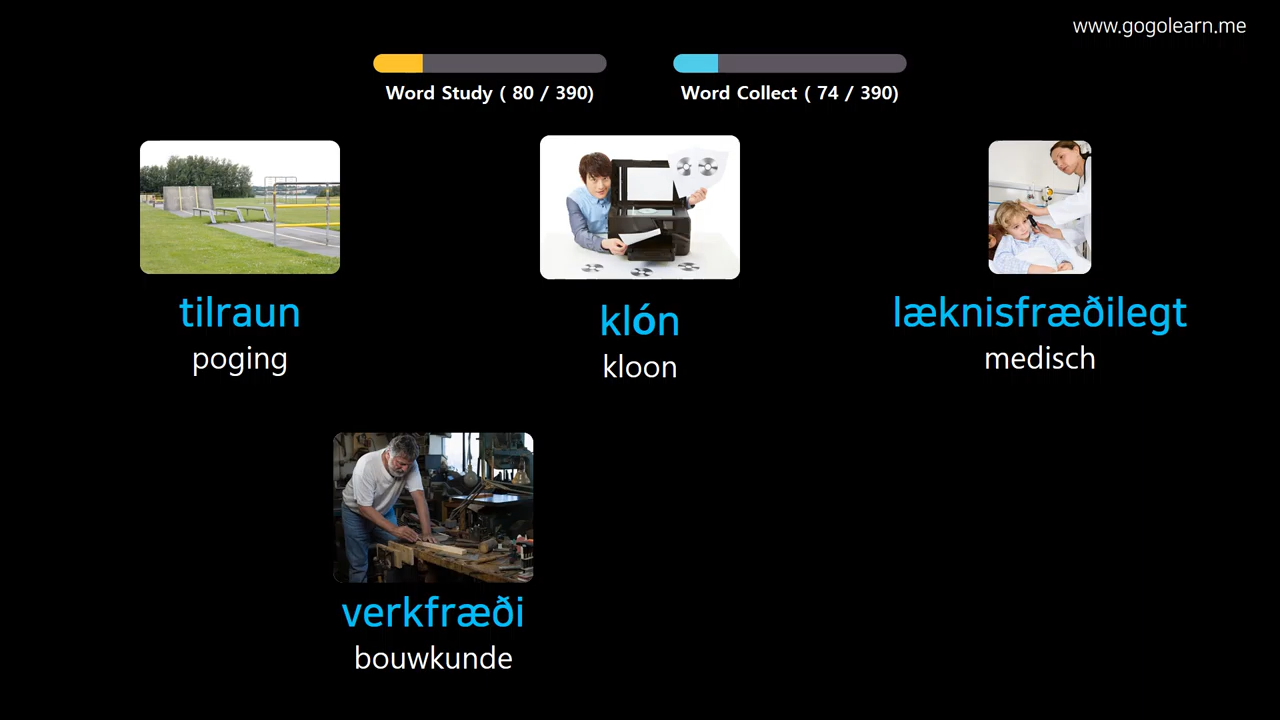 www.gogolearn.me
Word Study ( 80 / 390)
Word Collect ( 74 / 390)
tilraun
poging
klón
kloon
læknisfræðilegt
medisch
verkfræði
bouwkunde